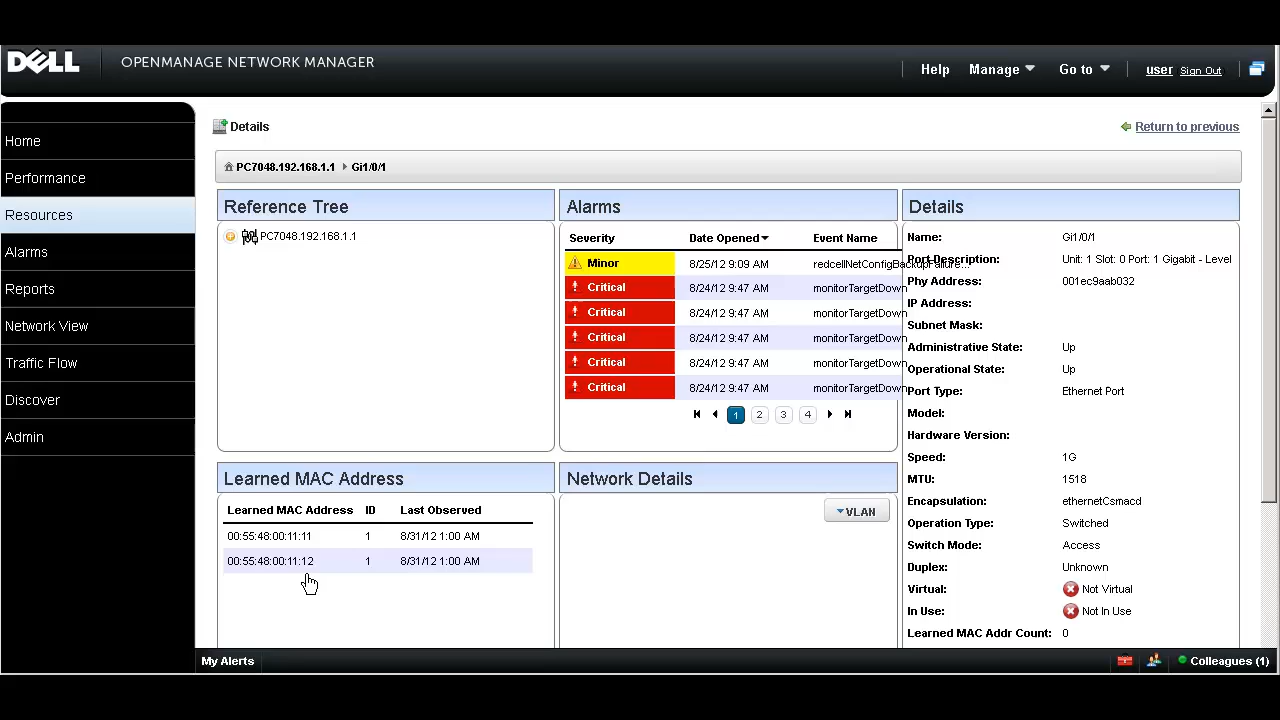 DELL
OPENMANAGE NETWORK MANAGER
Help Manage Go to user Sign Out
Home
Performance
Resources
Alarms
Reports
Network View
Traffic Flow
Discover
Admin
Details
Return to previous
PC7048.192.168.1.1 Gi1/0/1
Reference Tree
PC7048.192.168.1.1
Alarms
Severity Date Opened Event Name
Minor 8/25/12 9:09 AM redcellNetConfigBackupFailure...
Critical 8/24/12 9:47 AM monitorTargetDown
Critical 8/24/12 9:47 AM monitorTargetDown
Critical 8/24/12 9:47 AM monitorTargetDown
Critical 8/24/12 9:47 AM monitorTargetDown
Critical 8/24/12 9:47 AM monitorTargetDown
1 2 3 4
Details
Name: Gi1/0/1
Port Description: Unit: 1 Slot: 0 Port: 1 Gigabit - Level
Phy Address: 001ec9aab032
IP Address:
Subnet Mask:
Administrative State: Up
Operational State: Up
Port Type: Ethernet Port
Model:
Hardware Version:
Speed: 1G
MTU: 1518
Encapsulation: ethernetCsmacd
Operation Type: Switched
Switch Mode: Access
Duplex: Unknown
Virtual: Not Virtual
In Use: Not In Use
Learned MAC Addr Count: 0
Learned MAC Address
Learned MAC Address ID Last Observed
00:55:48:00:11:11 1 8/31/12 1:00 AM
00:55:48:00:11:12 1 8/31/12 1:00 AM
Network Details
VLAN
My Alerts
Colleagues (1)